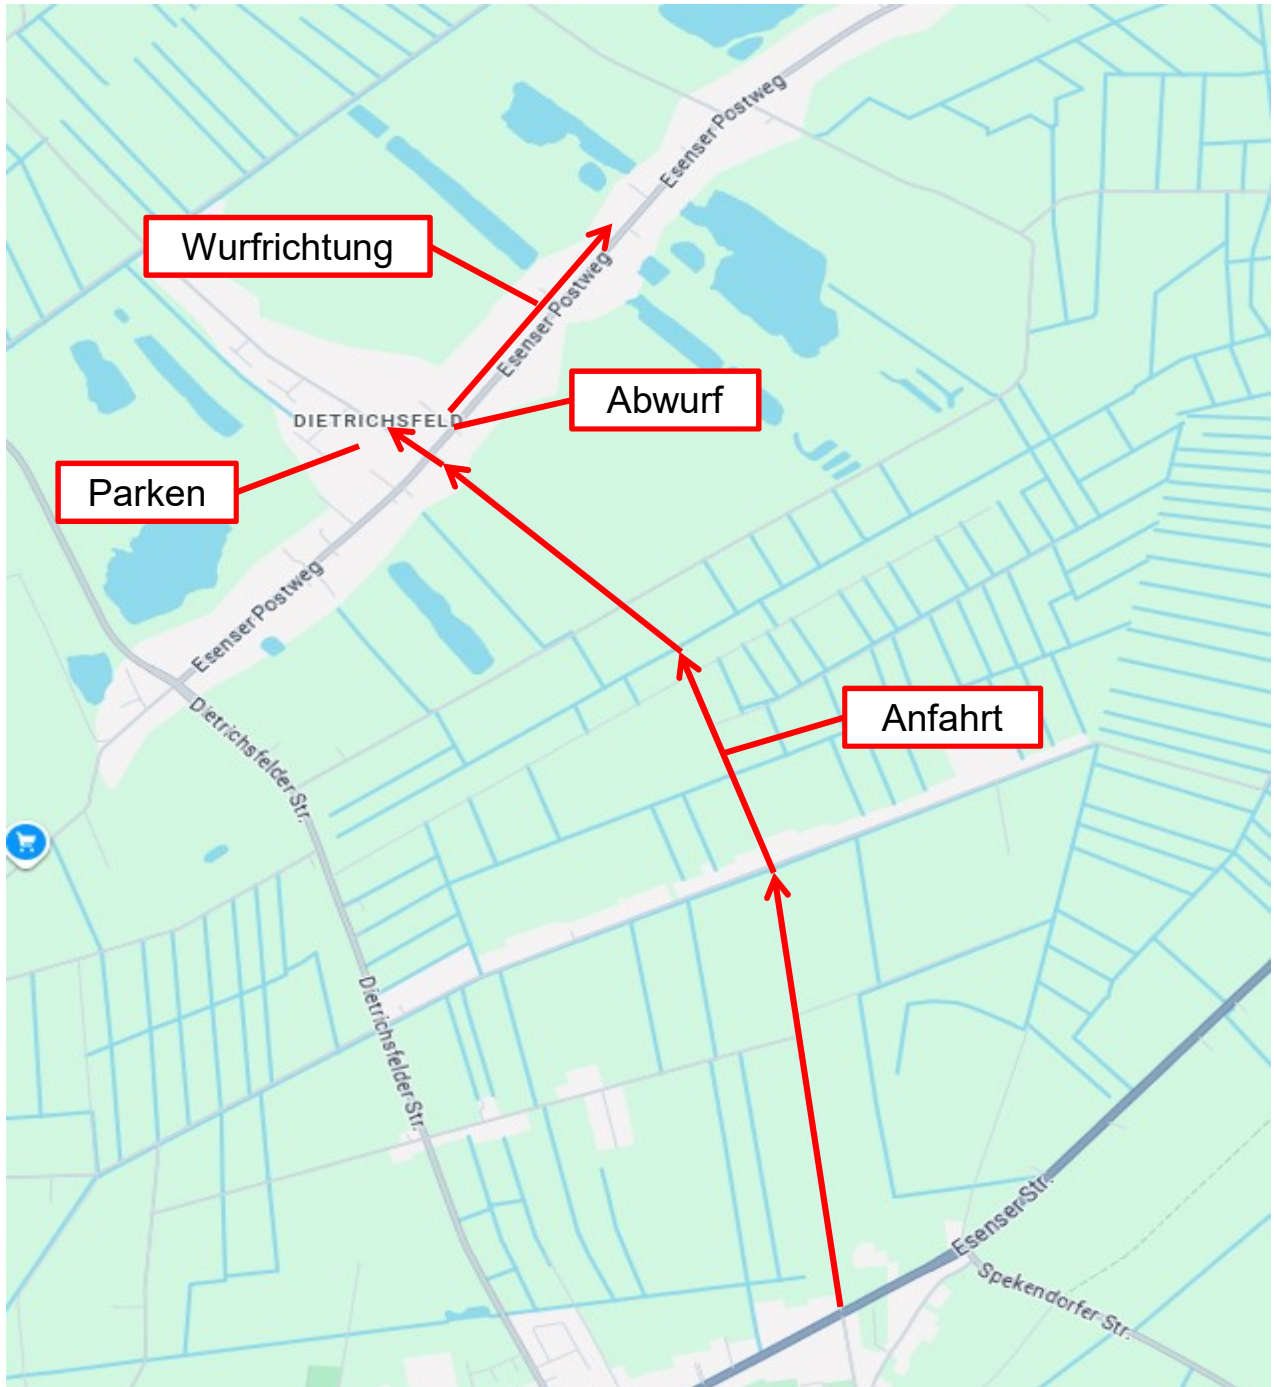 Esenser Postweg
Wurfrichtung
Esenser Postweg
Abwurf
DIETRICHSFELD
Parken
Esenser Postweg
Dietrichsfelder Str.
Anfahrt
Dietrichsfelder Str.
Esenser Str.
Spekendorfer Str.